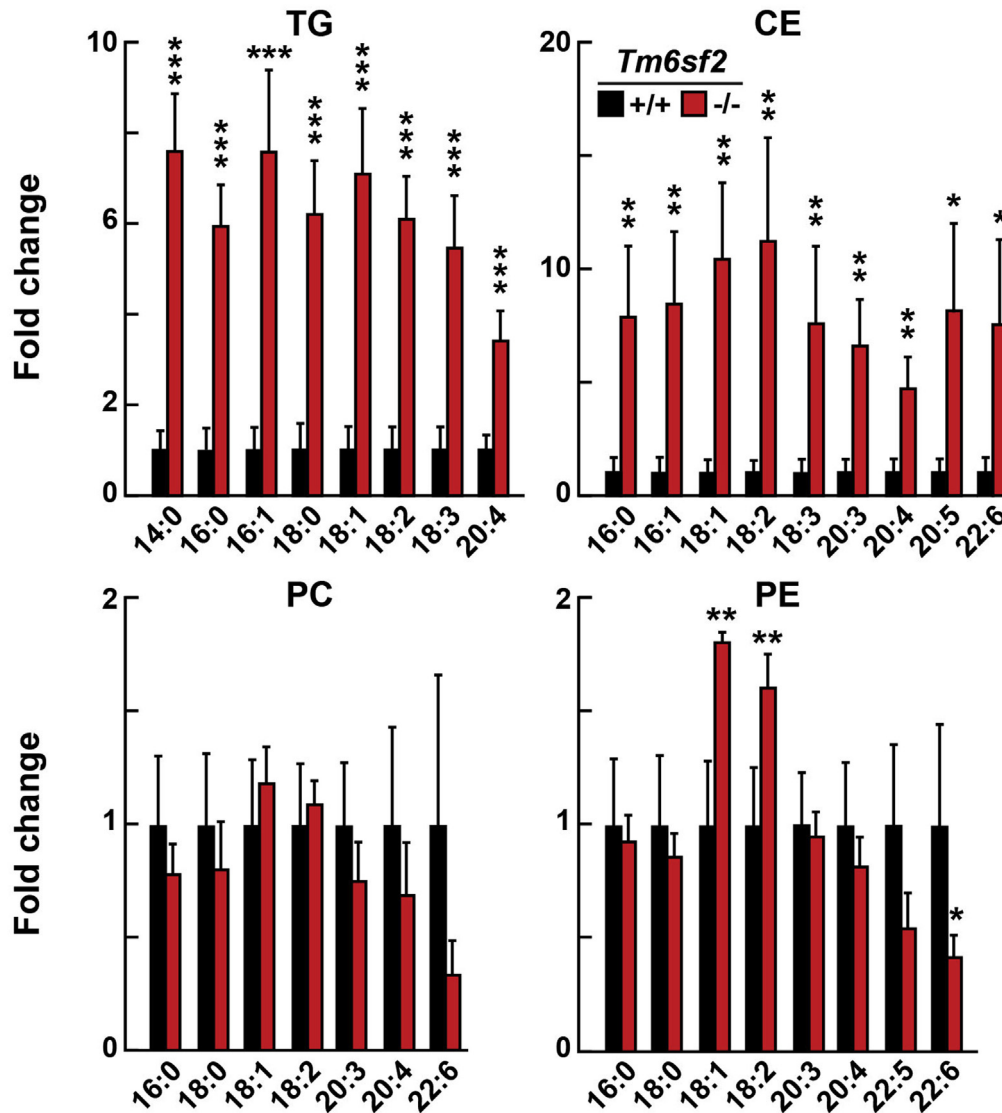 TG
Fold change
10
6
2
0
*** *** *** *** *** *** *** ***
14:0 16:0 16:1 18:0 18:1 18:2 18:3 20:4
CE
20
10
0
Tm6sf2
+/+ -/-
** ** ** ** ** ** ** * *
16:0 16:1 18:1 18:2 18:3 20:3 20:4 20:5 22:6
PC
Fold change
2
1
0
16:0 18:0 18:1 18:2 20:3 20:4 22:6
PE
2
1
0
** ** *
16:0 18:0 18:1 18:2 20:3 20:4 22:5 22:6